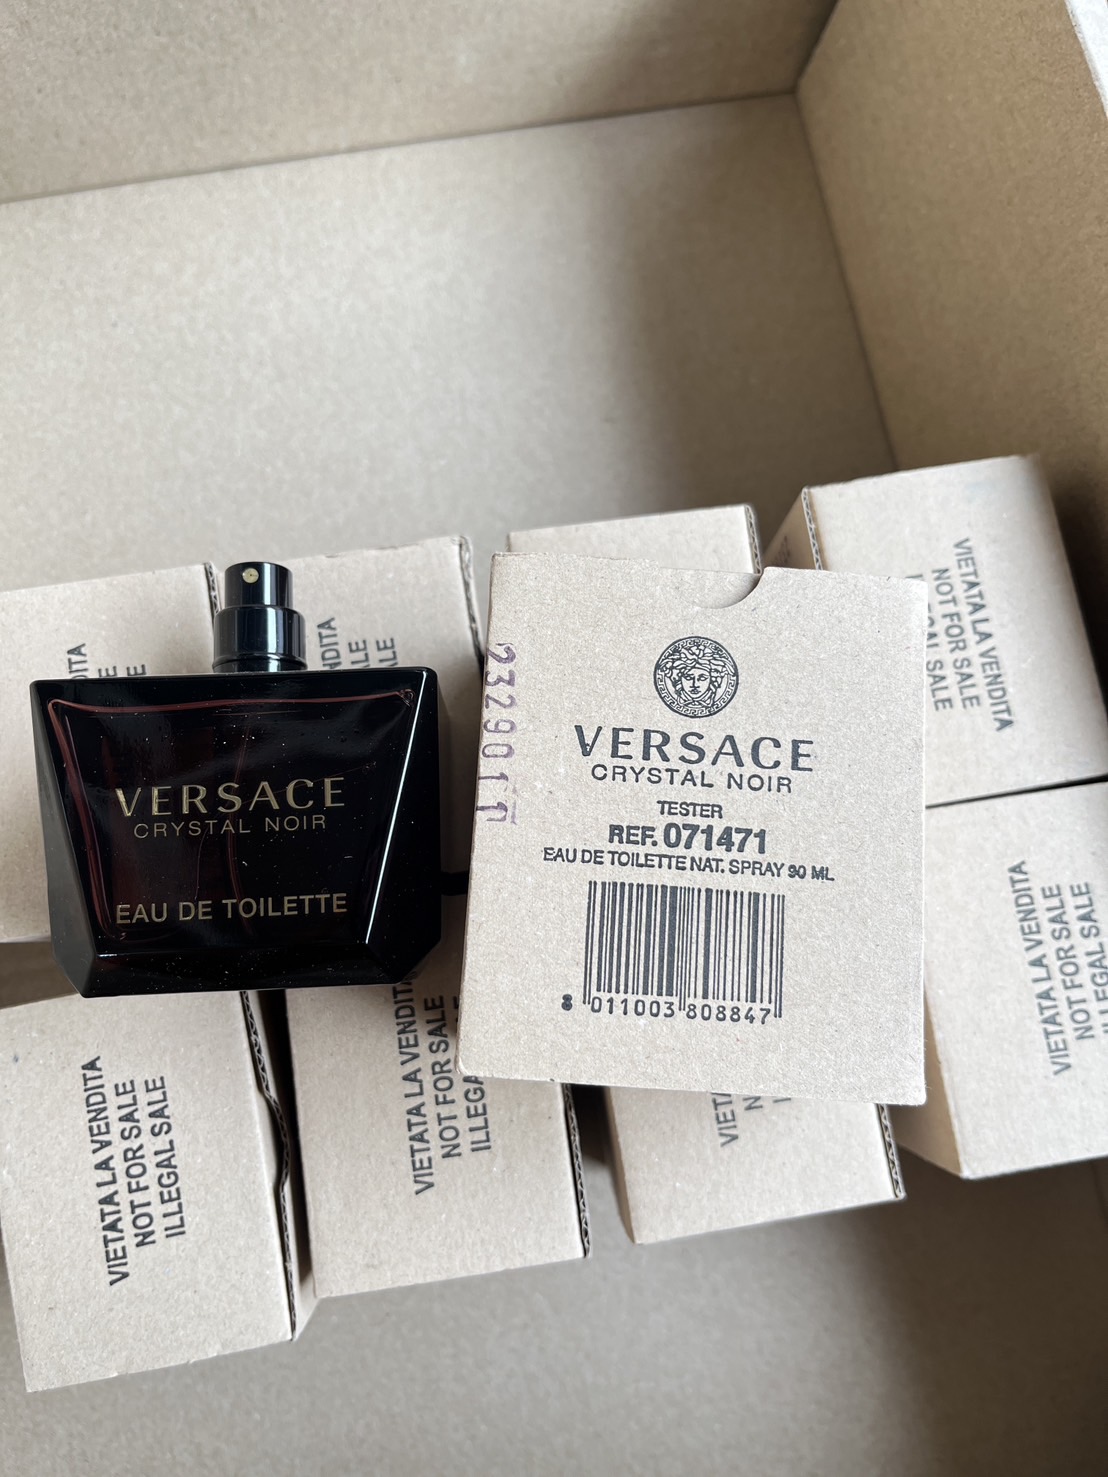 VERSACE
CRYSTAL NOIR
EAU DE TOILETTE
2329011
VERSACE
CRYSTAL NOIR
TESTER
REF. 071471
EAU DE TOILETTE NAT. SPRAY 90 ML
8 011003 808847
VIETATA LA VENDITA
NOT FOR SALE
SALE
VIETATA LA VENDITA
NOT FOR SALE
VIETATA LA VENDITA
NOT FOR SALE
ILLEGAL SALE
VIETATA LA VENDITA
NOT FOR SALE